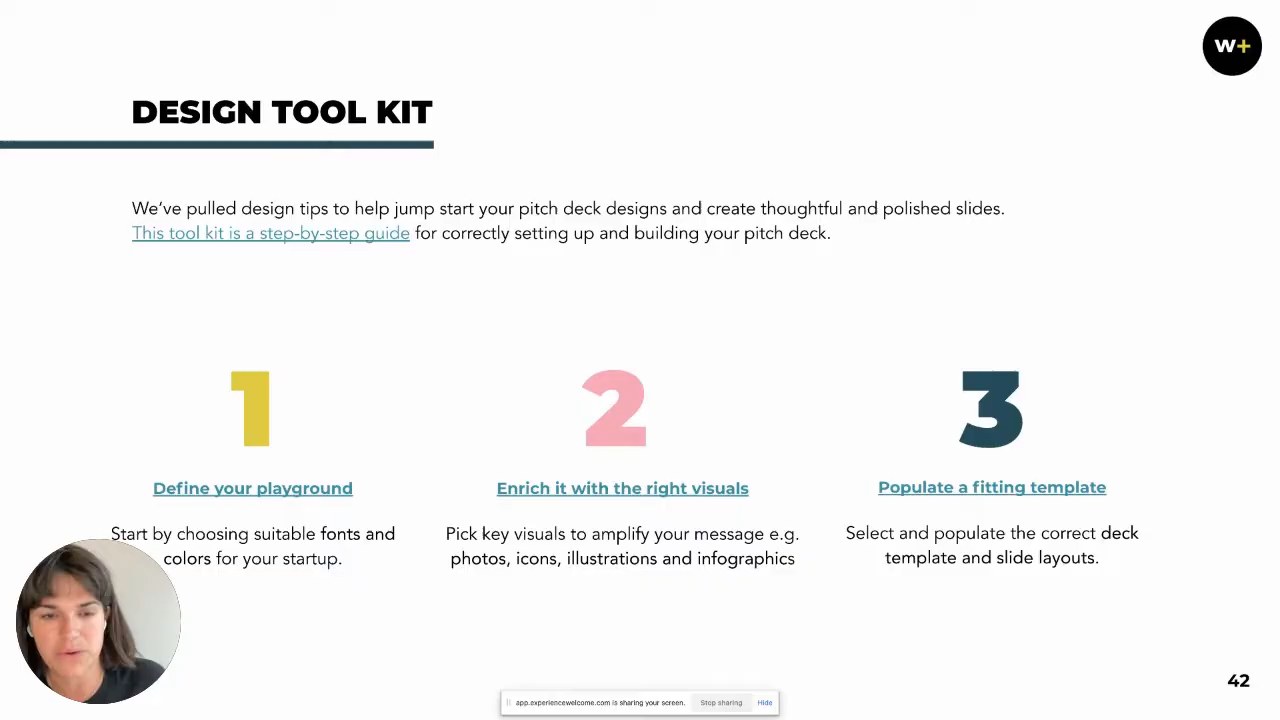 w+
DESIGN TOOL KIT
We’ve pulled design tips to help jump start your pitch deck designs and create thoughtful and polished slides.
This tool kit is a step-by-step guide for correctly setting up and building your pitch deck.
1
Define your playground
Start by choosing suitable fonts and
colors for your startup.
2
Enrich it with the right visuals
Pick key visuals to amplify your message e.g.
photos, icons, illustrations and infographics
3
Populate a fitting template
Select and populate the correct deck
template and slide layouts.
42
app.experiencewelcome.com is sharing your screen. Stop sharing Hide